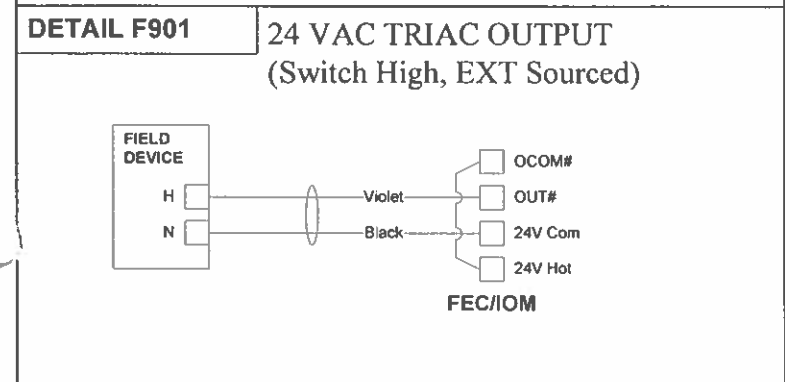 DETAIL F901
24 VAC TRIAC OUTPUT
(Switch High, EXT Sourced)
FIELD
DEVICE
H
N
Violet
Black
OCOM#
OUT#
24V Com
24V Hot
FEC/IOM